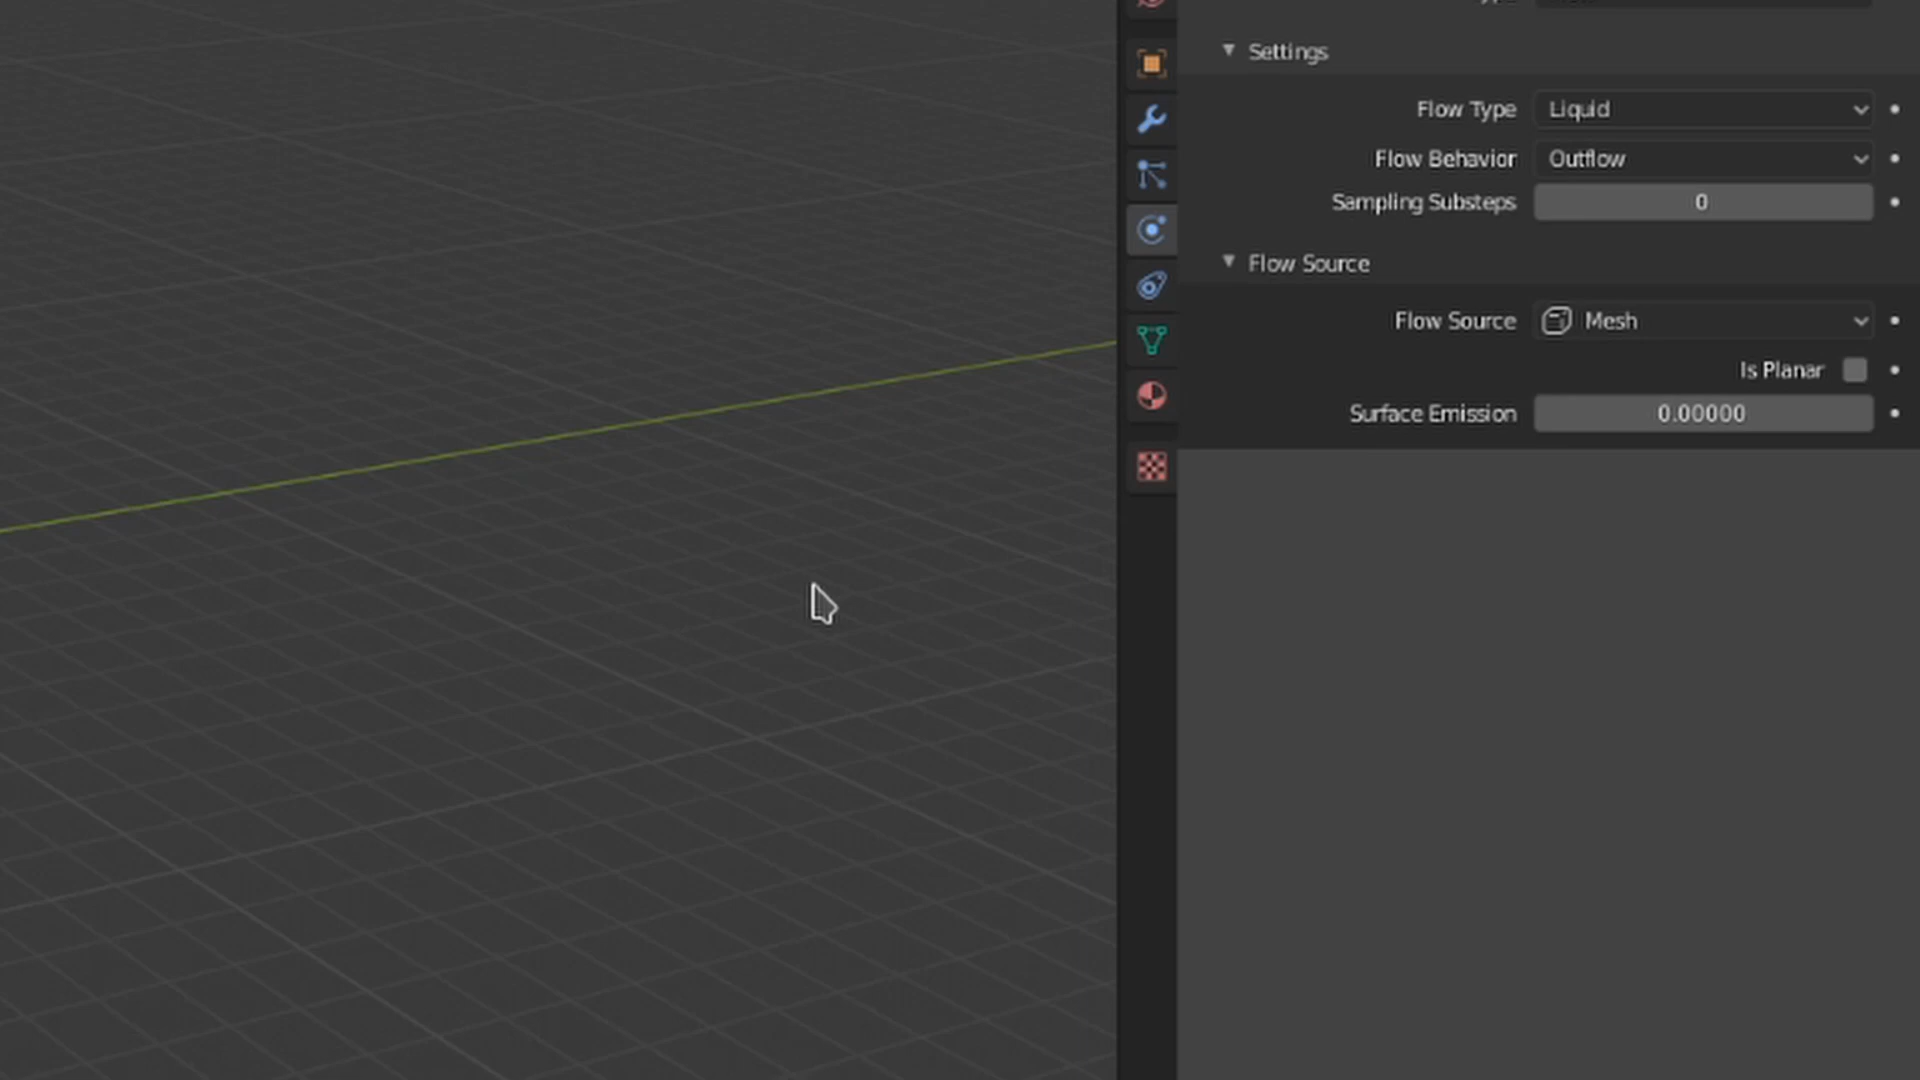 Settings
Flow Type Liquid
Flow Behavior Outflow
Sampling Substeps 0
Flow Source
Flow Source Mesh
Is Planar
Surface Emission 0.00000